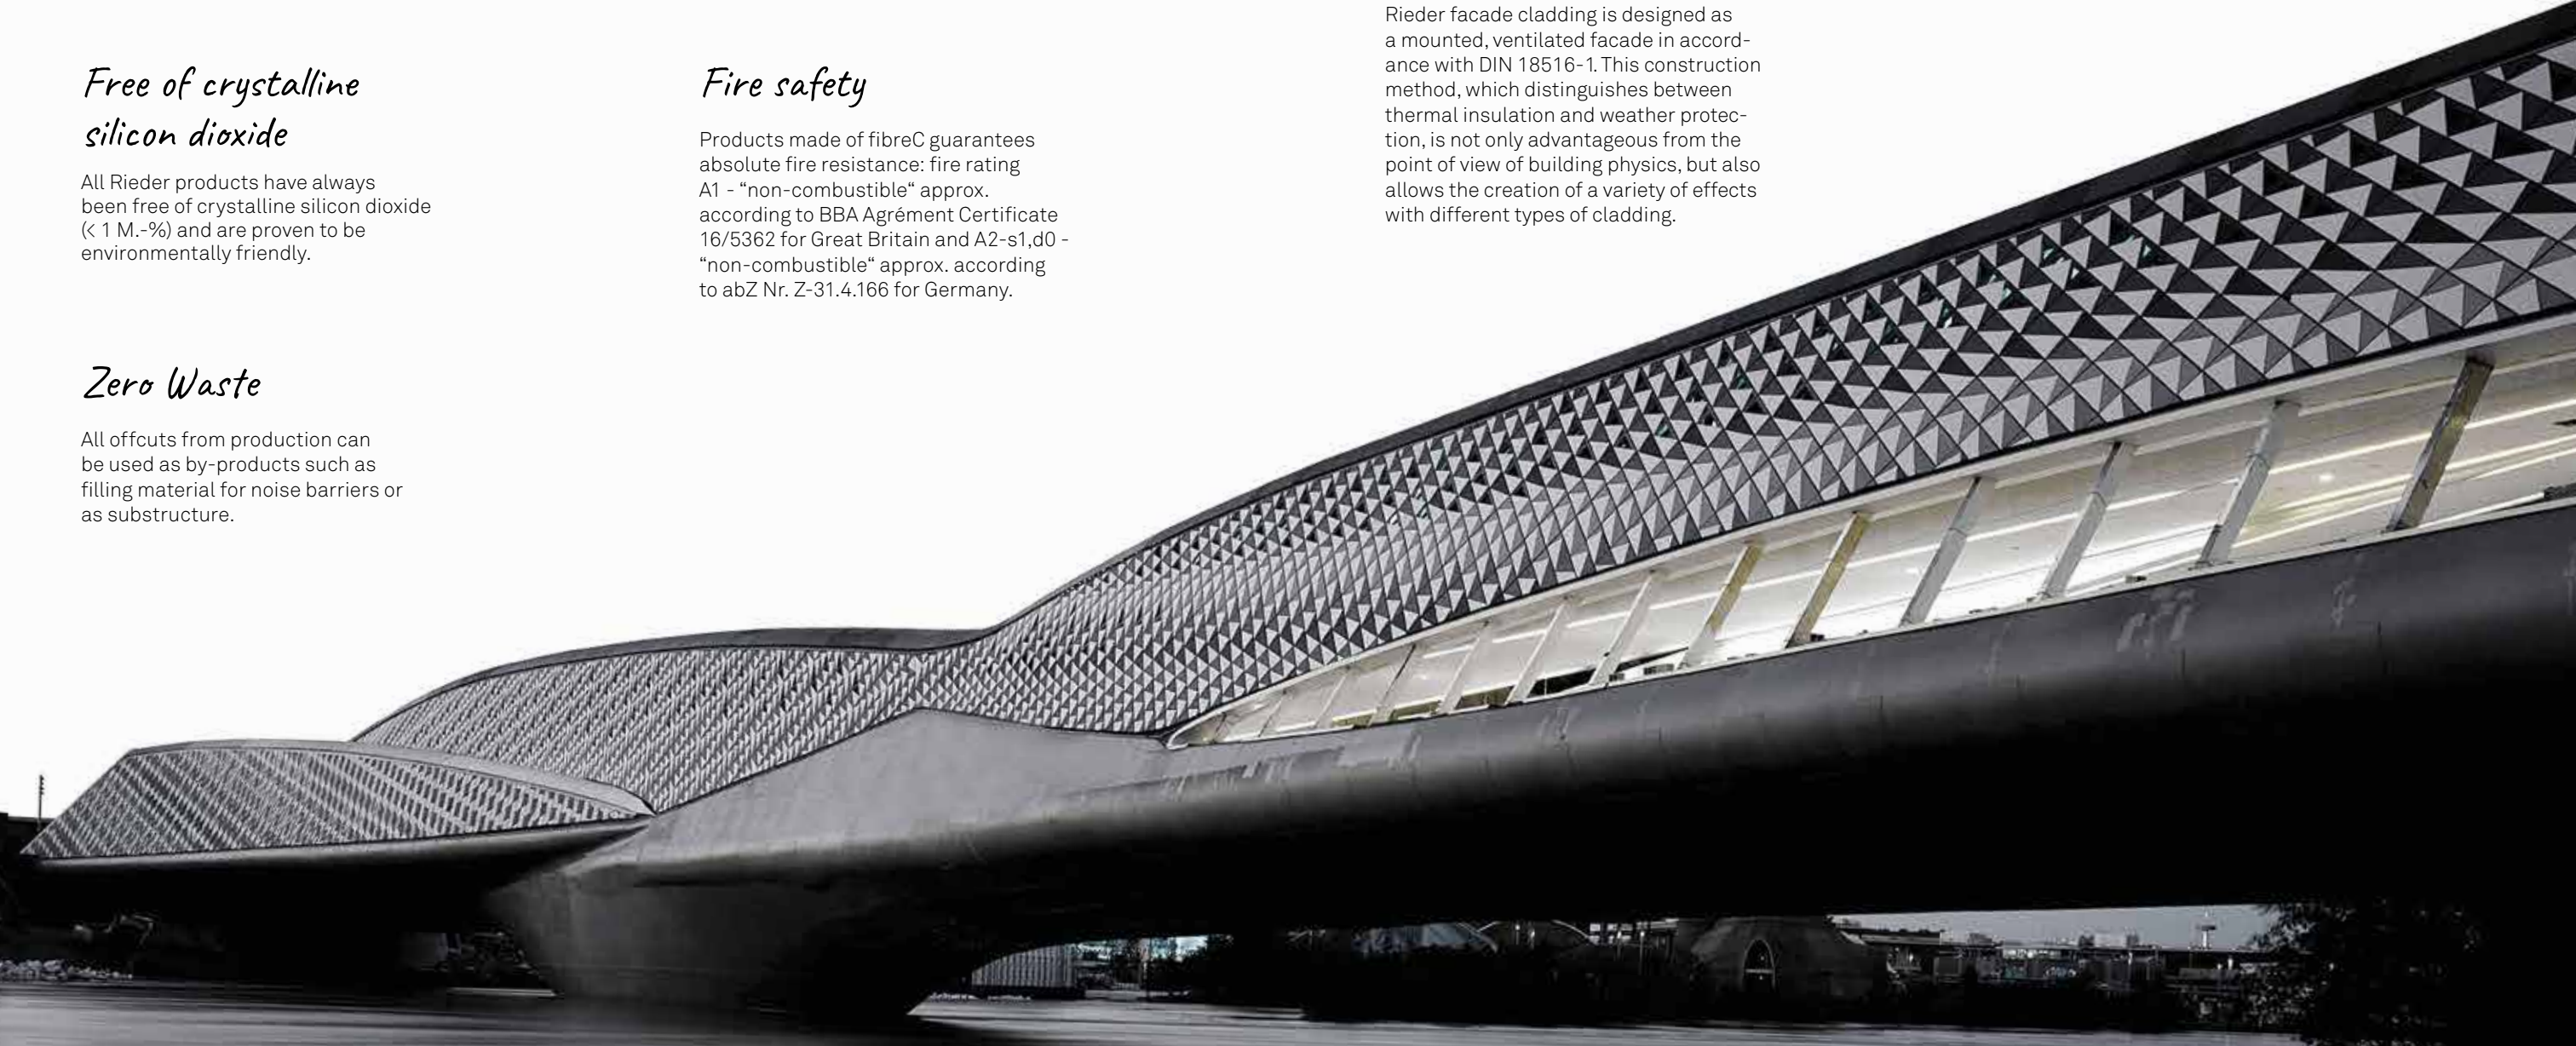 Free of crystalline
silicon dioxide
All Rieder products have always
been free of crystalline silicon dioxide
(< 1 M.-%) and are proven to be
environmentally friendly.
Zero Waste
All offcuts from production can
be used as by-products such as
filling material for noise barriers or
as substructure.
Fire safety
Products made of fibreC guarantees
absolute fire resistance: fire rating
A1 - “non-combustible“ approx.
according to BBA Agrément Certificate
16/5362 for Great Britain and A2-s1,d0 -
“non-combustible“ approx. according
to abZ Nr. Z-31.4.166 for Germany.
Rieder facade cladding is designed as
a mounted, ventilated facade in accord-
ance with DIN 18516-1. This construction
method, which distinguishes between
thermal insulation and weather protec-
tion, is not only advantageous from the
point of view of building physics, but also
allows the creation of a variety of effects
with different types of cladding.